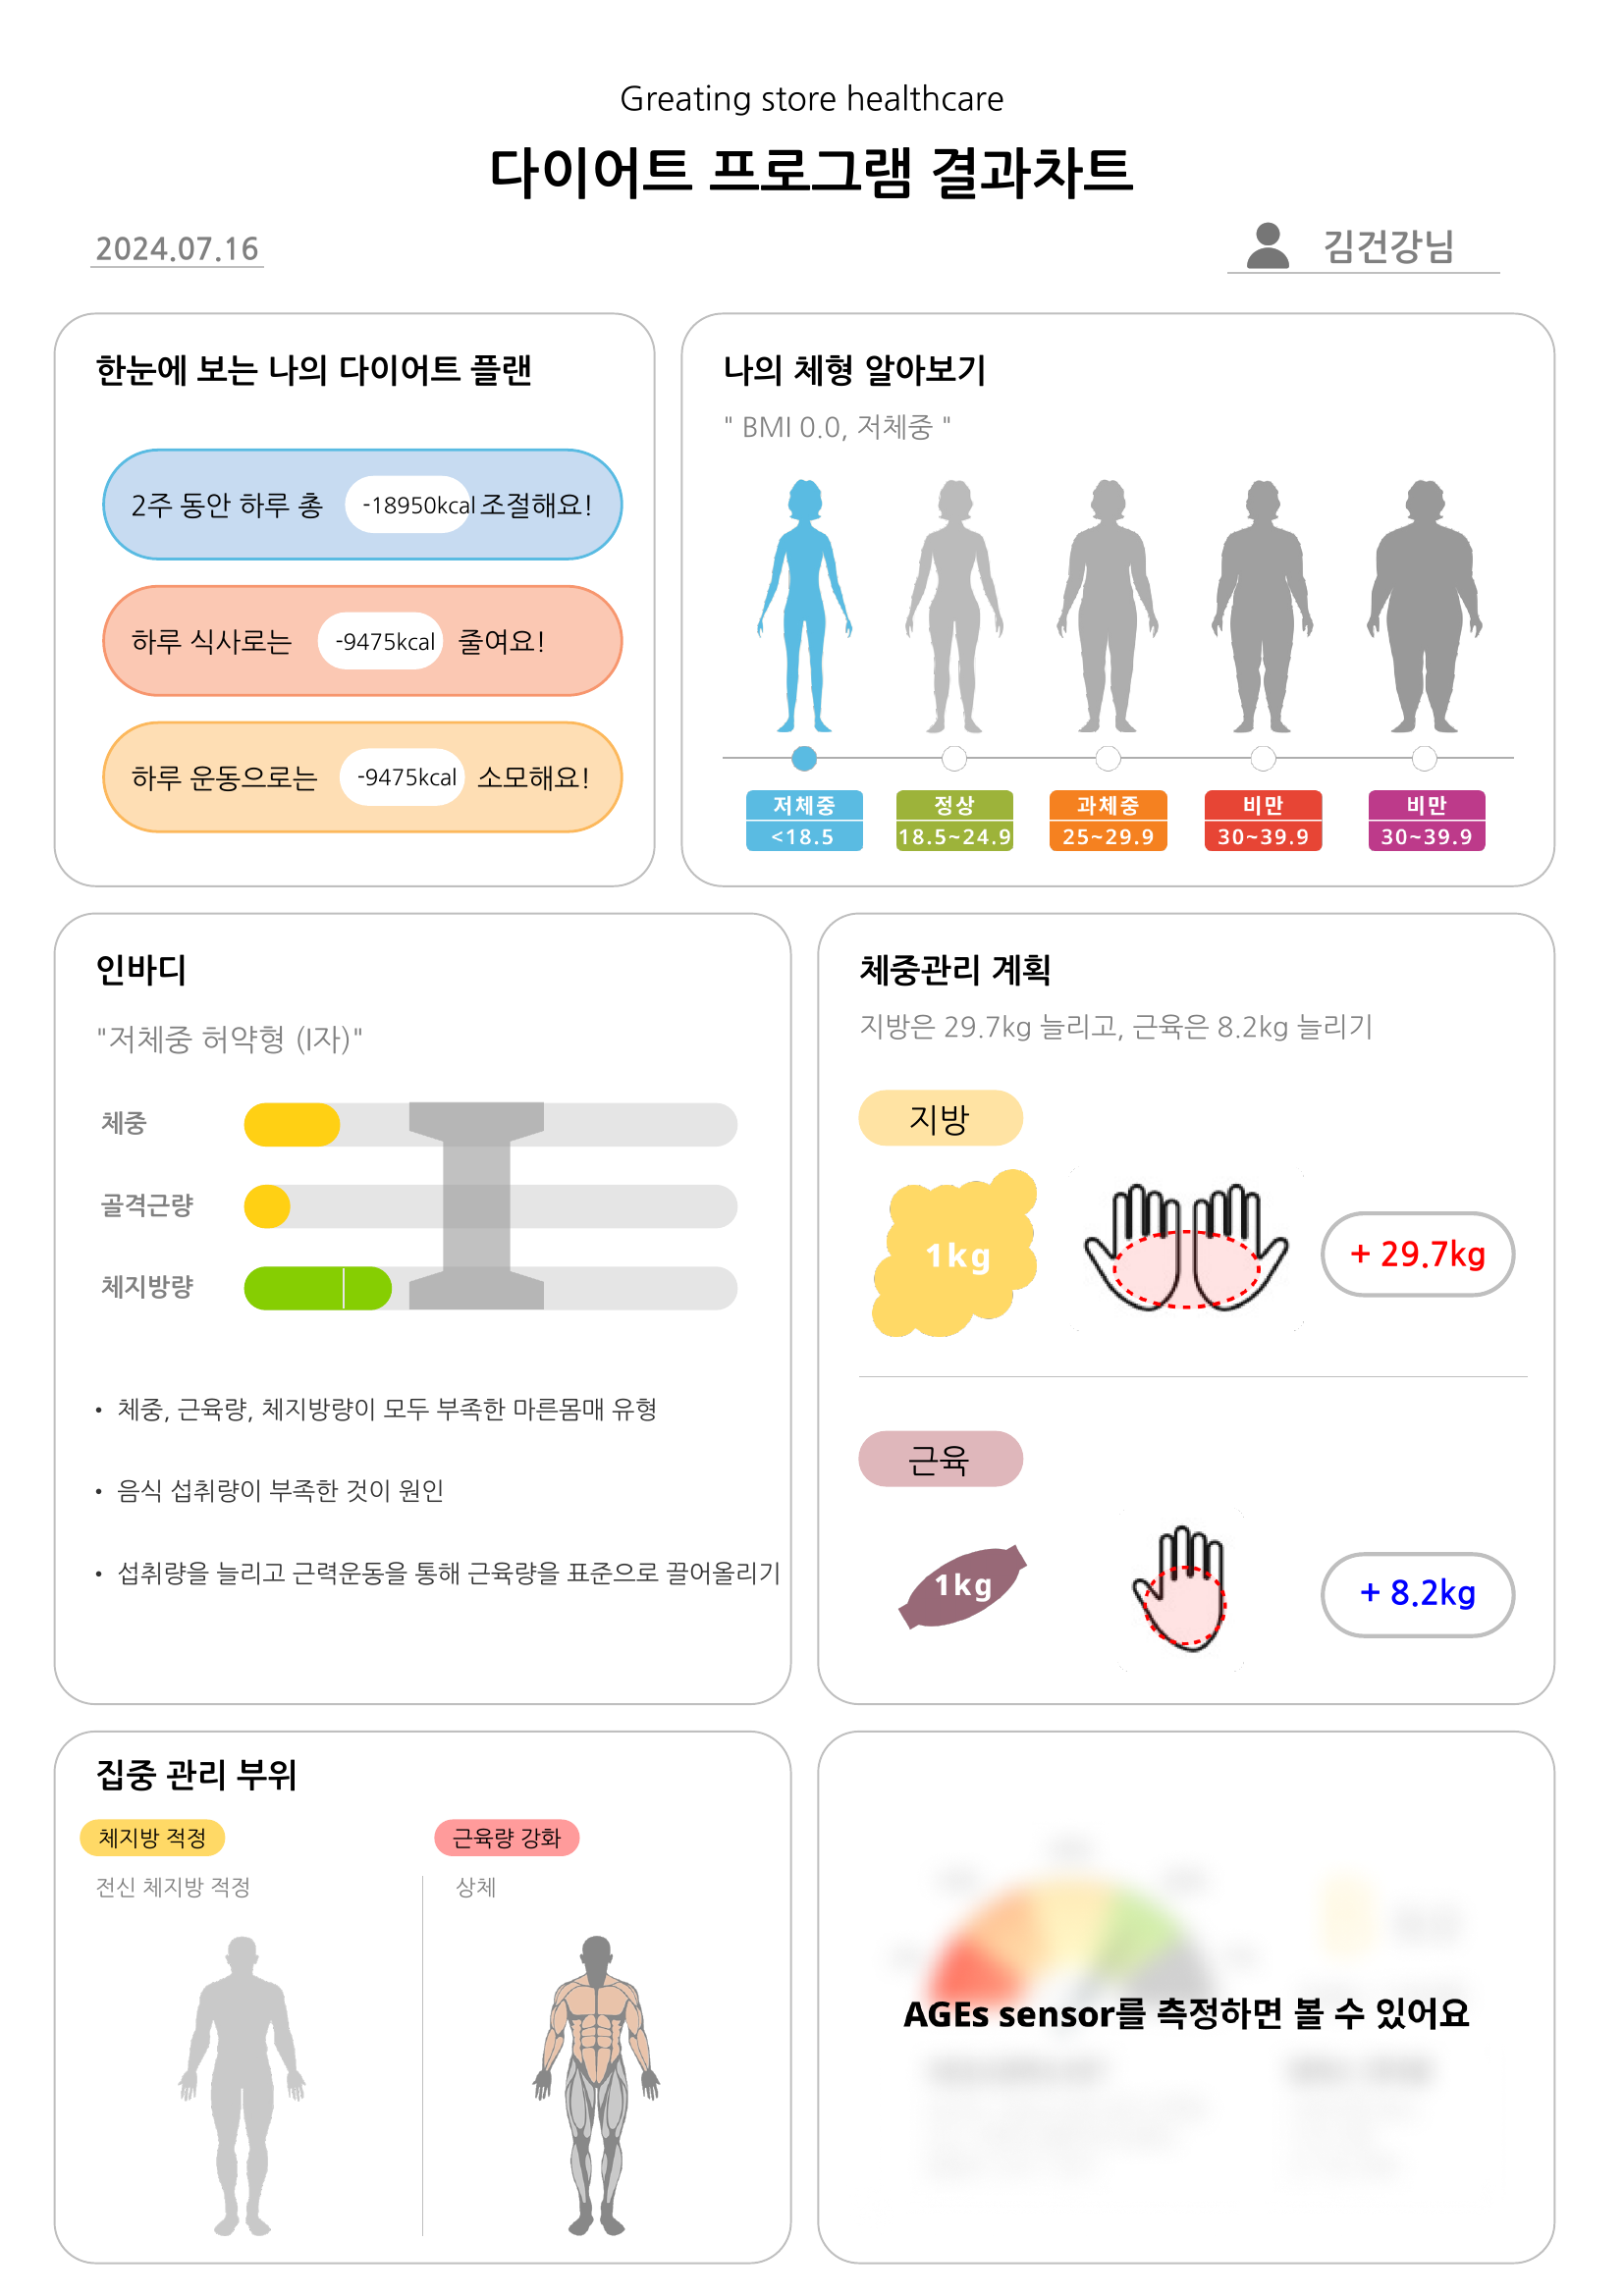 Greating store healthcare
다이어트 프로그램 결과차트
2024.07.16
김건강님
한눈에 보는 나의 다이어트 플랜
2주 동안 하루 총 -18950kcal 조절해요!
하루 식사로는 -9475kcal 줄여요!
하루 운동으로는 -9475kcal 소모해요!
나의 체형 알아보기
" BMI 0.0, 저체중 "
저체중 정상 과체중 비만 비만
<18.5 18.5~24.9 25~29.9 30~39.9 30~39.9
인바디
"저체중 허약형 (I자)"
체중
골격근량
체지방량
• 체중, 근육량, 체지방량이 모두 부족한 마른몸매 유형
• 음식 섭취량이 부족한 것이 원인
• 섭취량을 늘리고 근력운동을 통해 근육량을 표준으로 끌어올리기
체중관리 계획
지방은 29.7kg 늘리고, 근육은 8.2kg 늘리기
지방
1kg
+ 29.7kg
근육
1kg
+ 8.2kg
집중 관리 부위
체지방 적정
전신 체지방 적정
근육량 강화
상체
AGEs sensor를 측정하면 볼 수 있어요